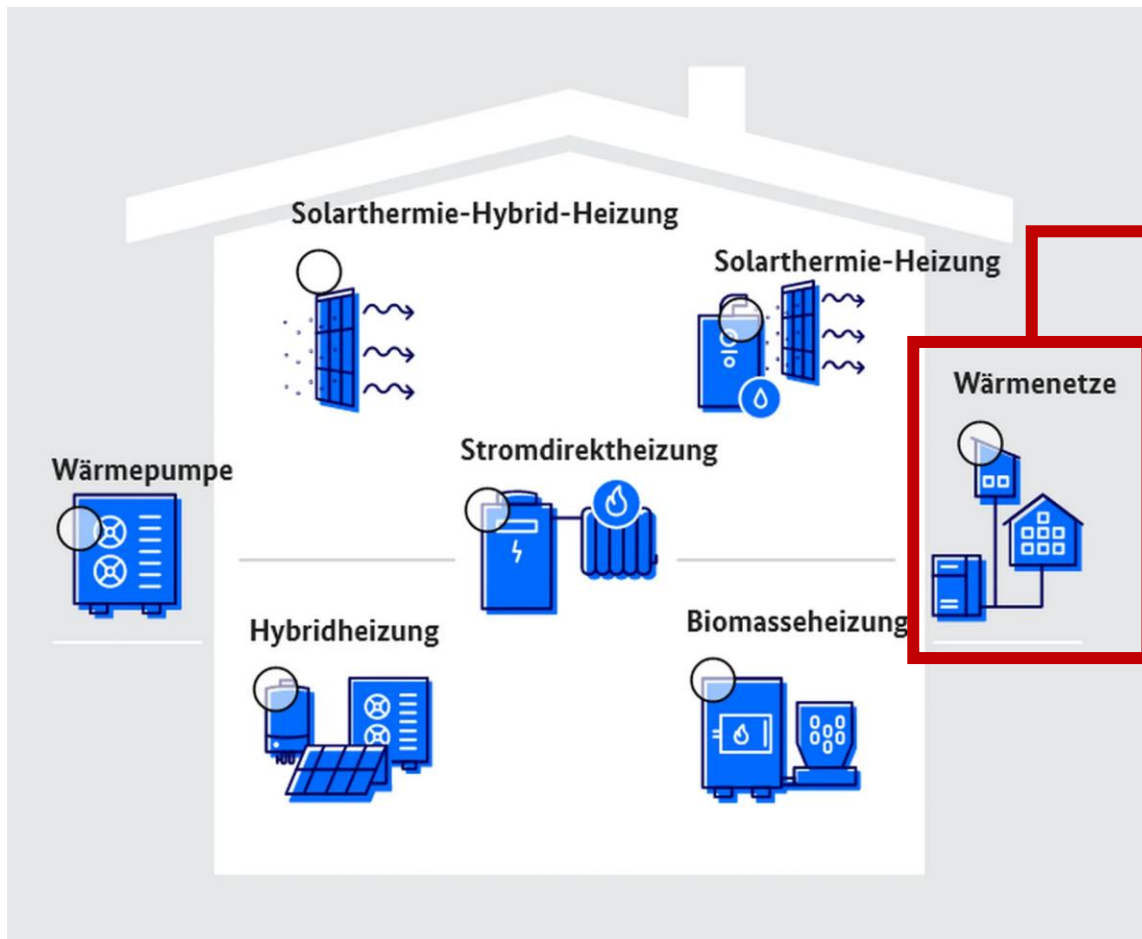 Solarthermie-Hybrid-Heizung
Solarthermie-Heizung
Wärmenetze
Stromdirektheizung
Wärmepumpe
Biomasseheizung
Hybridheizung